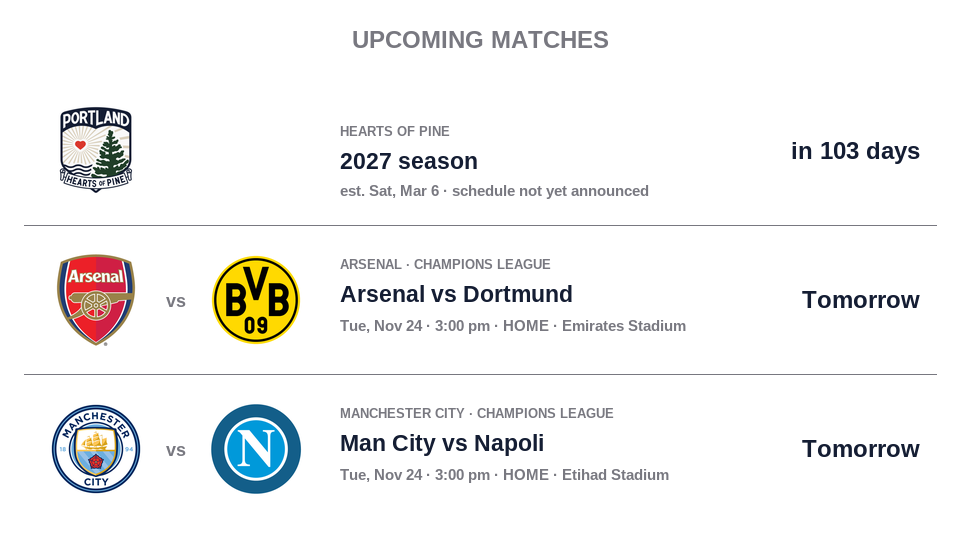 UPCOMING MATCHES
PORTLAND
HEARTS OF PINE
HEARTS OF PINE
2027 season
est. Sat, Mar 6 · schedule not yet announced
in 103 days
Arsenal
vs
BVB
09
ARSENAL · CHAMPIONS LEAGUE
Arsenal vs Dortmund
Tue, Nov 24 · 3:00 pm · HOME · Emirates Stadium
Tomorrow
MANCHESTER
18 94
CITY
vs
N
MANCHESTER CITY · CHAMPIONS LEAGUE
Man City vs Napoli
Tue, Nov 24 · 3:00 pm · HOME · Etihad Stadium
Tomorrow